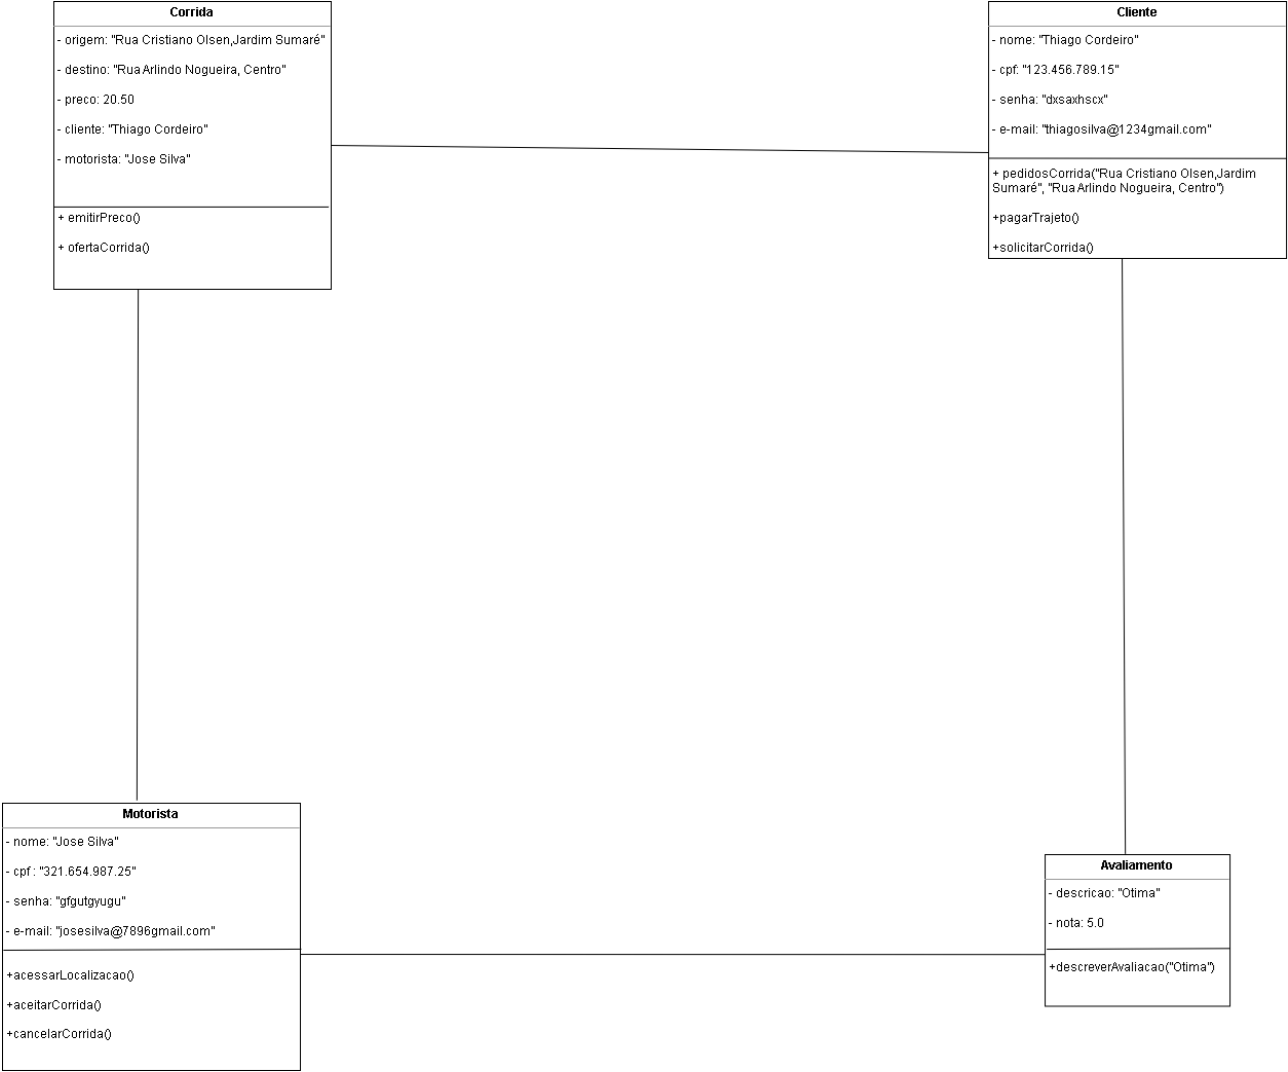 Corrida
- origem: "Rua Cristiano Olsen,Jardim Sumaré"
- destino: "Rua Arlindo Nogueira, Centro"
- preco: 20.50
- cliente: "Thiago Cordeiro"
- motorista: "Jose Silva"
+ emitirPreco()
+ ofertaCorrida()
Cliente
- nome: "Thiago Cordeiro"
- cpf: "123.456.789.15"
- senha: "dxsaxhscx"
- e-mail: "thiagosilva@1234gmail.com"
+ pedidosCorrida("Rua Cristiano Olsen,Jardim
Sumaré", "Rua Arlindo Nogueira, Centro")
+pagarTrajeto()
+solicitarCorrida()
Motorista
- nome: "Jose Silva"
- cpf : "321.654.987.25"
- senha: "gfgutgyugu"
- e-mail: "josesilva@7896gmail.com"
+acessarLocalizacao()
+aceitarCorrida()
+cancelarCorrida()
Avaliamento
- descricao: "Otima"
- nota: 5.0
+descreverAvaliacao("Otima")